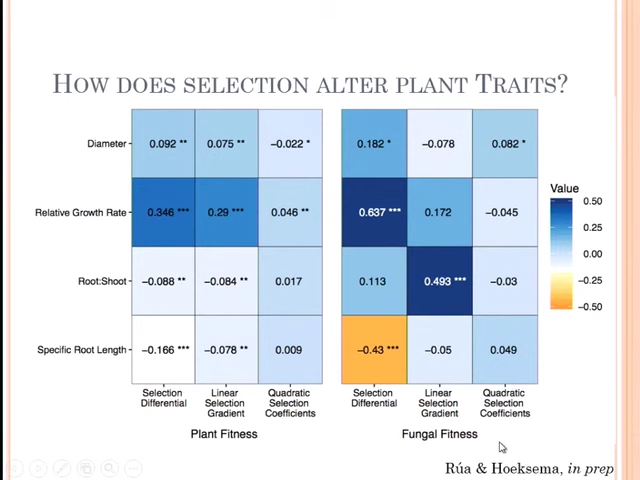 HOW DOES SELECTION ALTER PLANT TRAITS?
Diameter
0.092 **
0.075 **
−0.022 *
0.182 *
−0.078
0.082 *
Relative Growth Rate
0.346 ***
0.29 ***
0.046 **
0.637 ***
0.172
−0.045
Root:Shoot
−0.088 **
−0.084 **
0.017
0.113
0.493 ***
−0.03
Specific Root Length
−0.166 ***
−0.078 **
0.009
−0.43 ***
−0.05
0.049
Selection
Differential
Linear
Selection
Gradient
Quadratic
Selection
Coefficients
Plant Fitness
Selection
Differential
Linear
Selection
Gradient
Quadratic
Selection
Coefficients
Fungal Fitness
Value
0.50
0.25
0.00
−0.25
−0.50
Rúa & Hoeksema, in prep